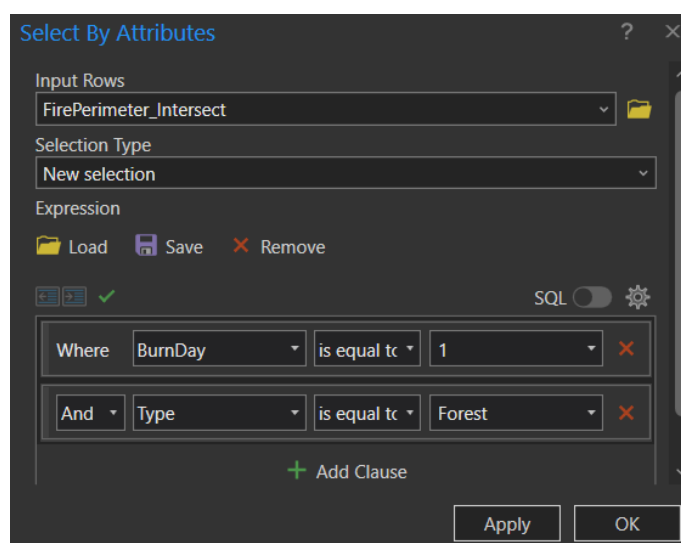 Select By Attributes ?
Input Rows
FirePerimeter_Intersect
Selection Type
New selection
Expression
Load Save Remove
SQL
Where BurnDay is equal tc 1
And Type is equal tc Forest
Add Clause
Apply OK